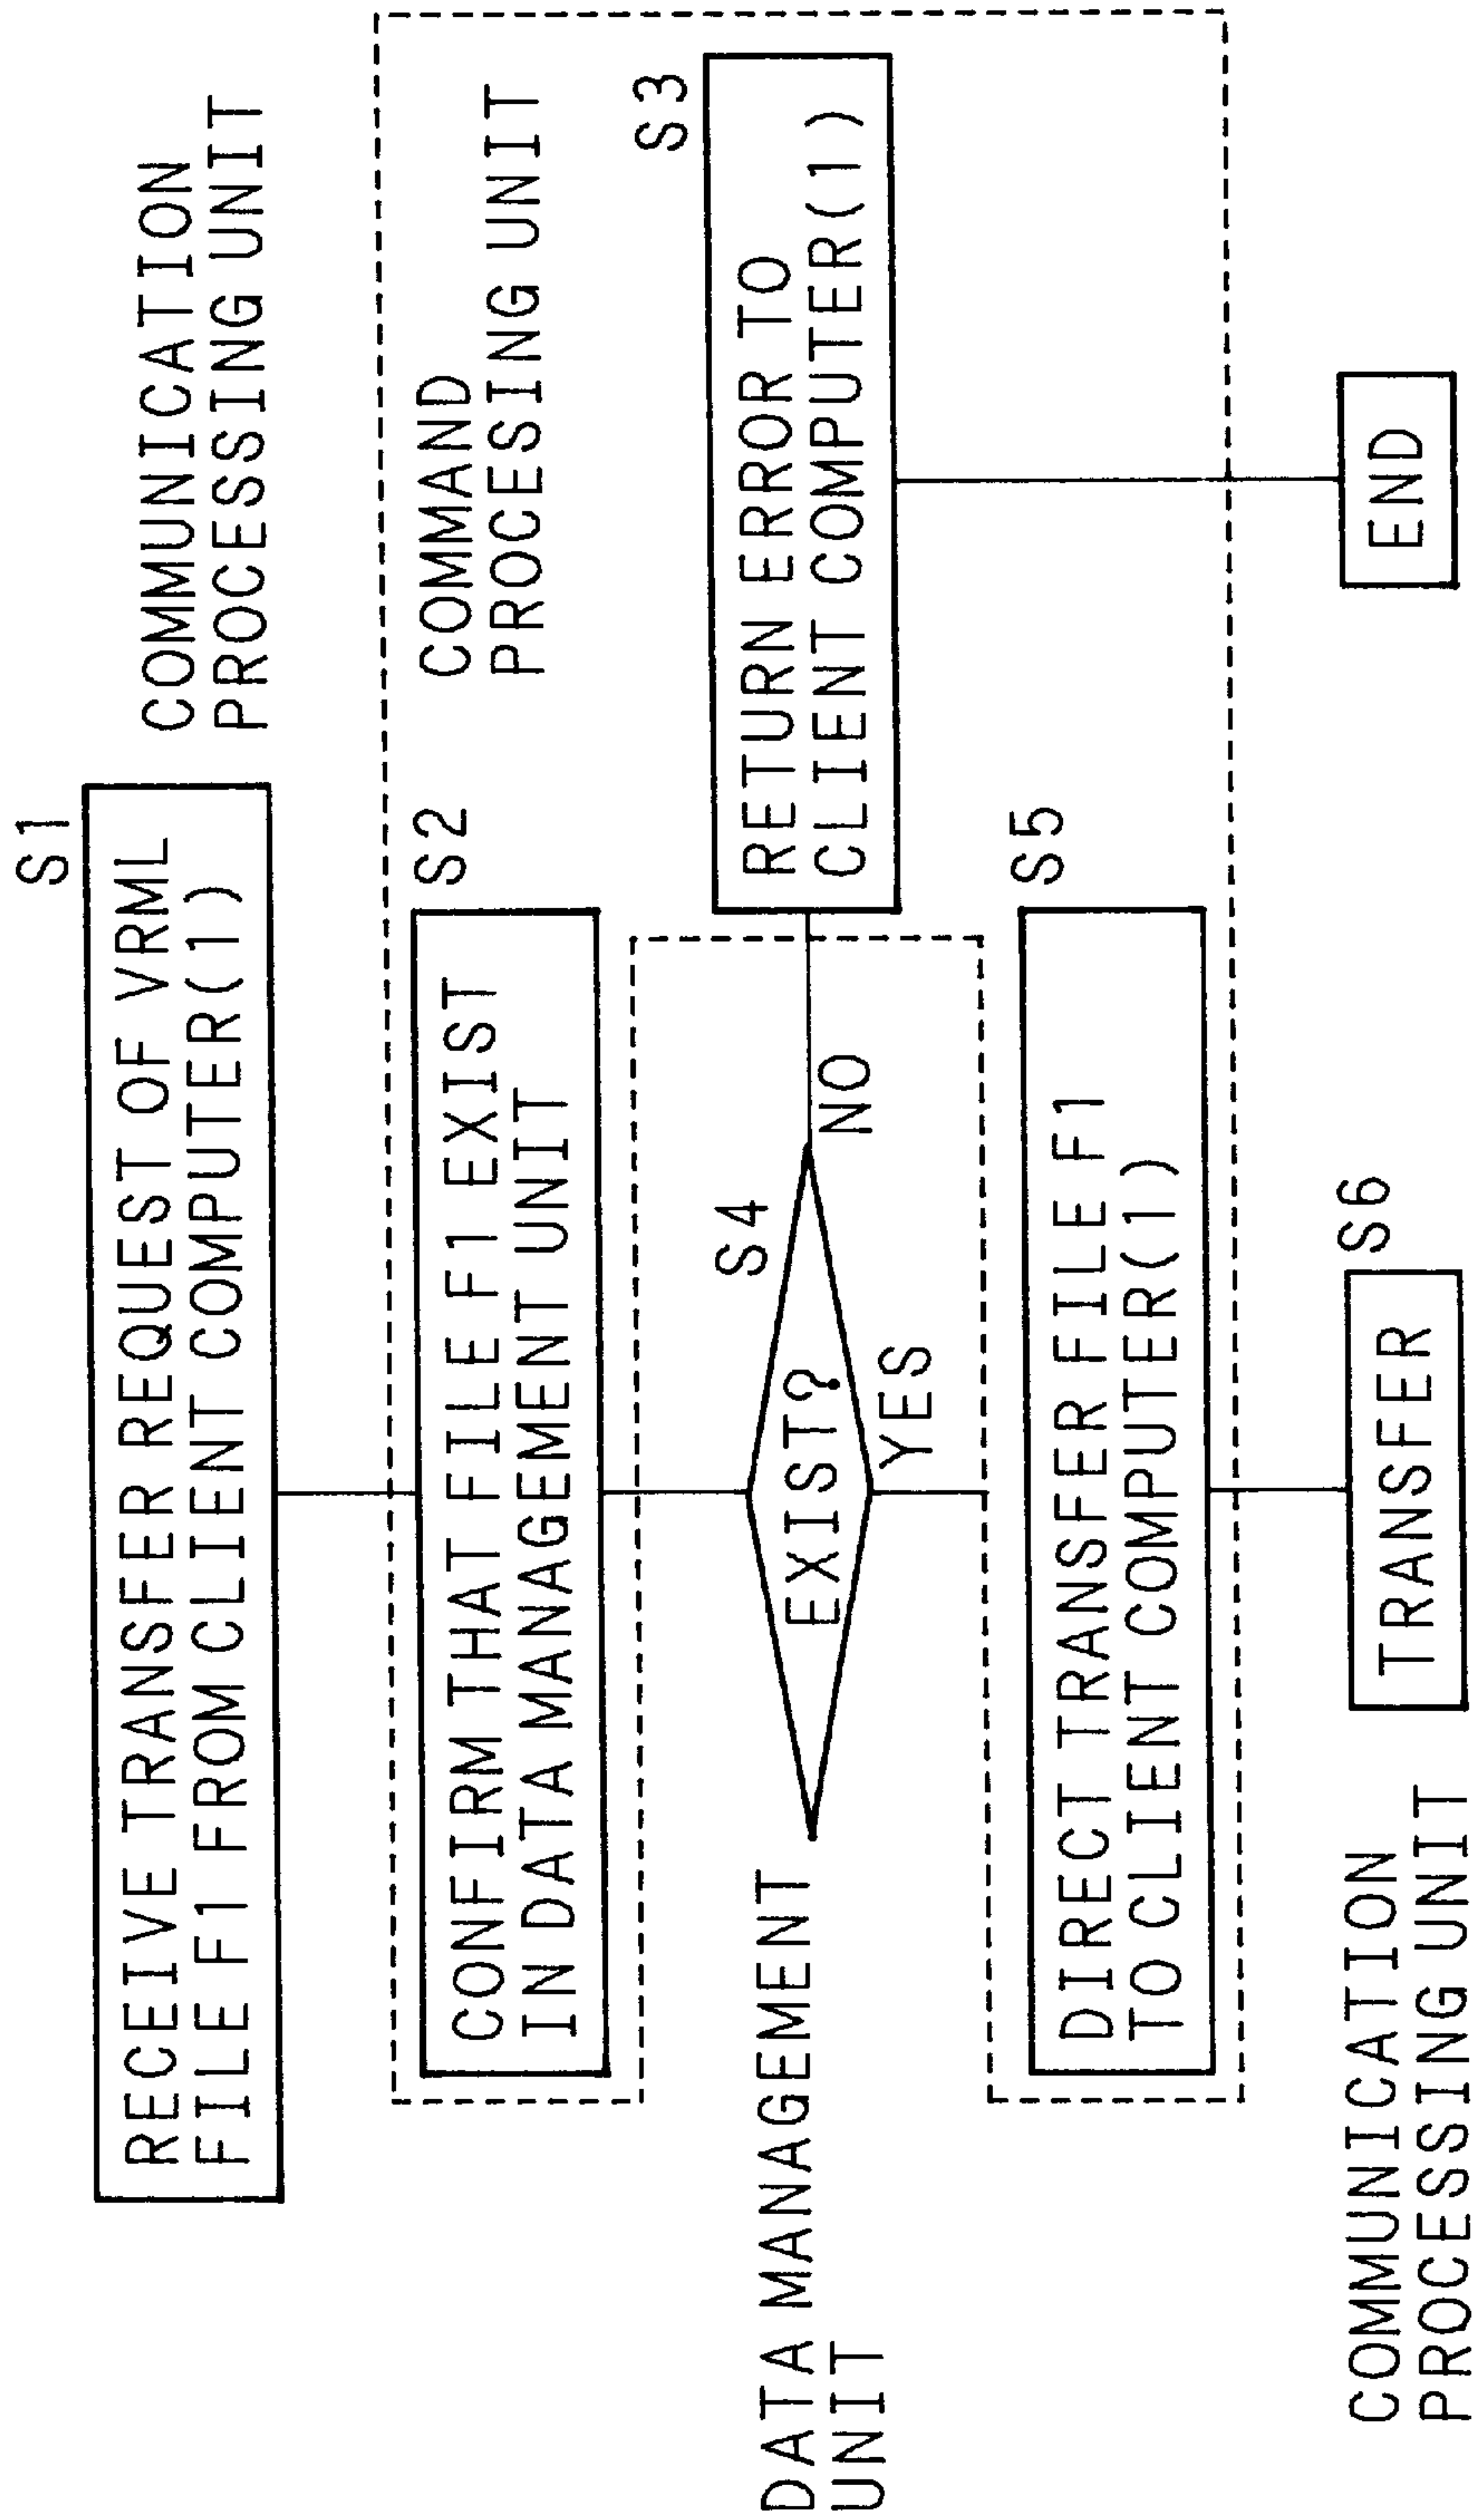 S1
RECEIVE TRANSFER REQUEST OF VRML
FILE F1 FROM CLIENT COMPUTER(1)
COMMUNICATION
PROCESSING UNIT
S2
CONFIRM THAT FILE F1 EXIST
IN DATA MANAGEMENT UNIT
COMMAND
PROCESSING UNIT
S3
RETURN ERROR TO
CLIENT COMPUTER(1)
DATA MANAGEMENT
UNIT
S4
EXIST?
NO
YES
S5
DIRECT TRANSFER FILE F1
TO CLIENT COMPUTER(1)
END
COMMUNICATION
PROCESSING UNIT
S6
TRANSFER